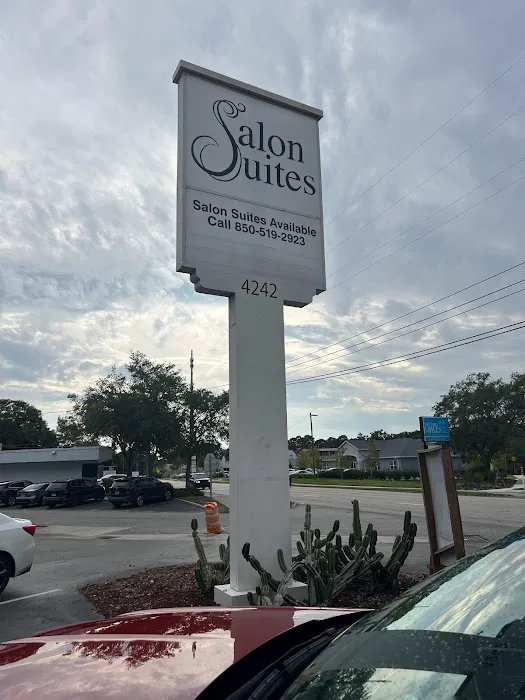 Salon
Suites
Salon Suites Available
Call 850-519-2923
4242